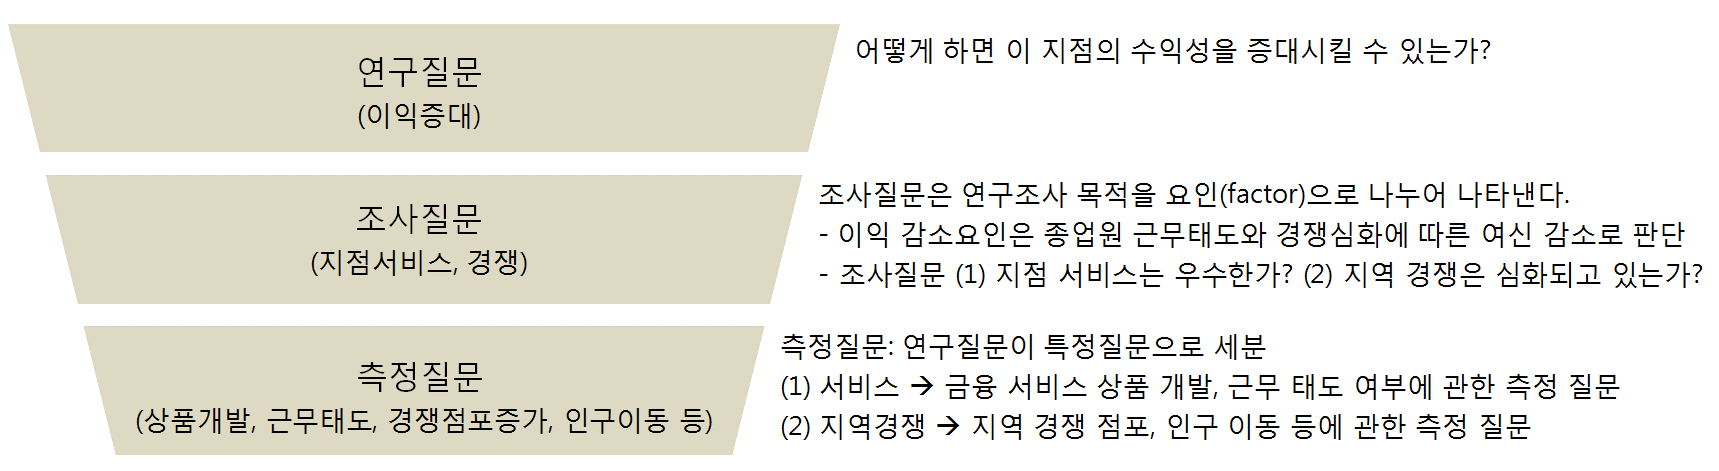 연구질문
(이익증대)
어떻게 하면 이 지점의 수익성을 증대시킬 수 있는가?
조사질문
(지점서비스, 경쟁)
조사질문은 연구조사 목적을 요인(factor)으로 나누어 나타낸다.
- 이익 감소요인은 종업원 근무태도와 경쟁심화에 따른 여신 감소로 판단
- 조사질문 (1) 지점 서비스는 우수한가? (2) 지역 경쟁은 심화되고 있는가?
측정질문
(상품개발, 근무태도, 경쟁점포증가, 인구이동 등)
측정질문: 연구질문이 특정질문으로 세분
(1) 서비스 → 금융 서비스 상품 개발, 근무 태도 여부에 관한 측정 질문
(2) 지역경쟁 → 지역 경쟁 점포, 인구 이동 등에 관한 측정 질문